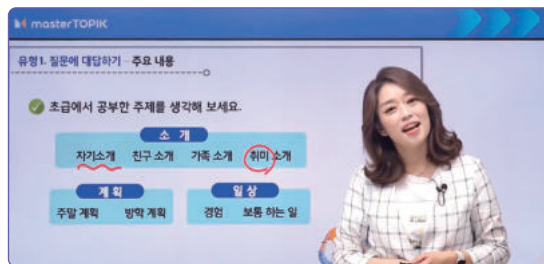 masterTOPIK
유형1. 질문에 대답하기 - 주요 내용
초급에서 공부한 주제를 생각해 보세요.
소 개
자기소개 친구 소개 가족 소개 취미 소개
계 획
주말 계획 방학 계획
일 상
경험 보통 하는 일